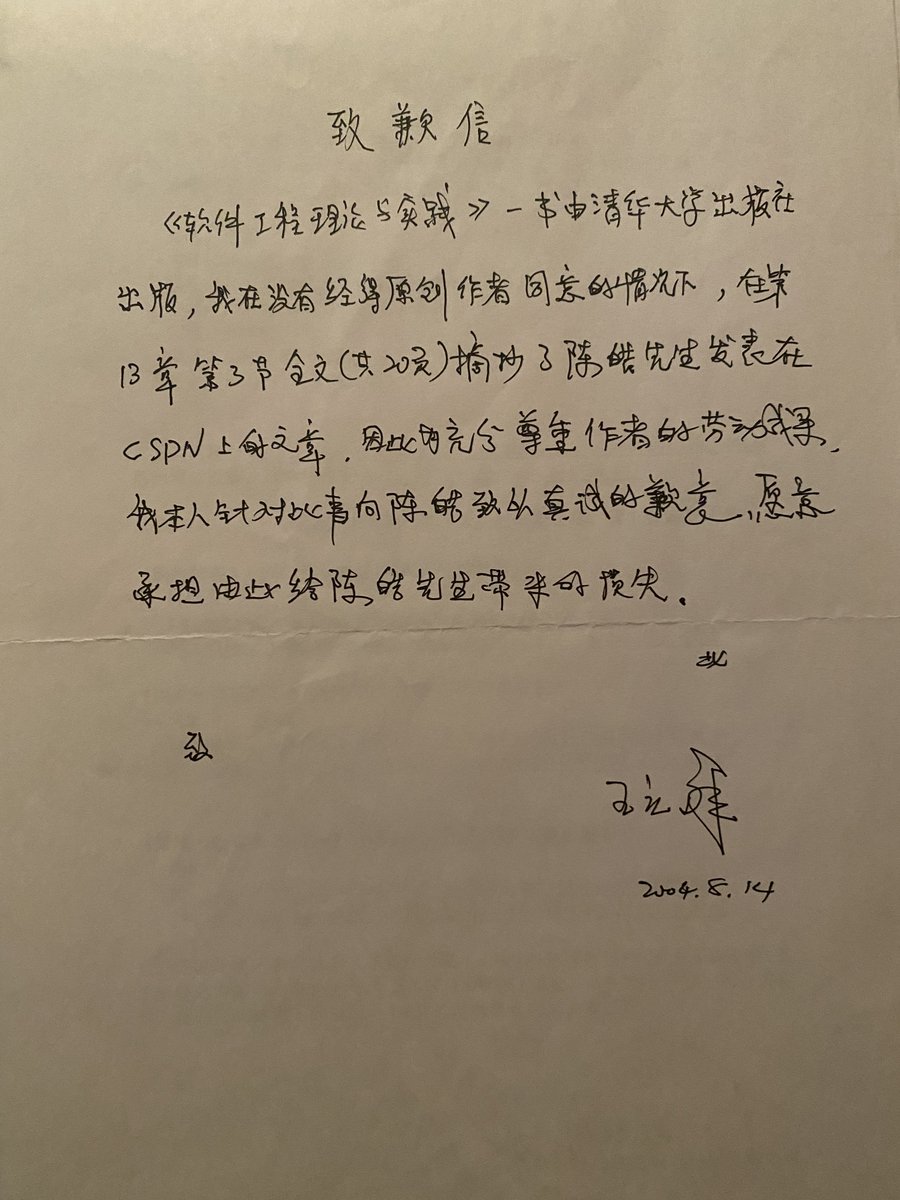 致歉信
《软件工程理论与实践》一书由清华大学出版社
出版,我在没有经得原创作者同意的情况下,在第
13章第3节全文(共20页)摘抄了陈皓先生发表在
CSDN上的文章.因此为充分尊重作者的劳动成果,
我本人针对此事向陈皓致以真诚的歉意,愿意
承担由此给陈皓先生带来的损失.
此
致
王立
2004.8.14